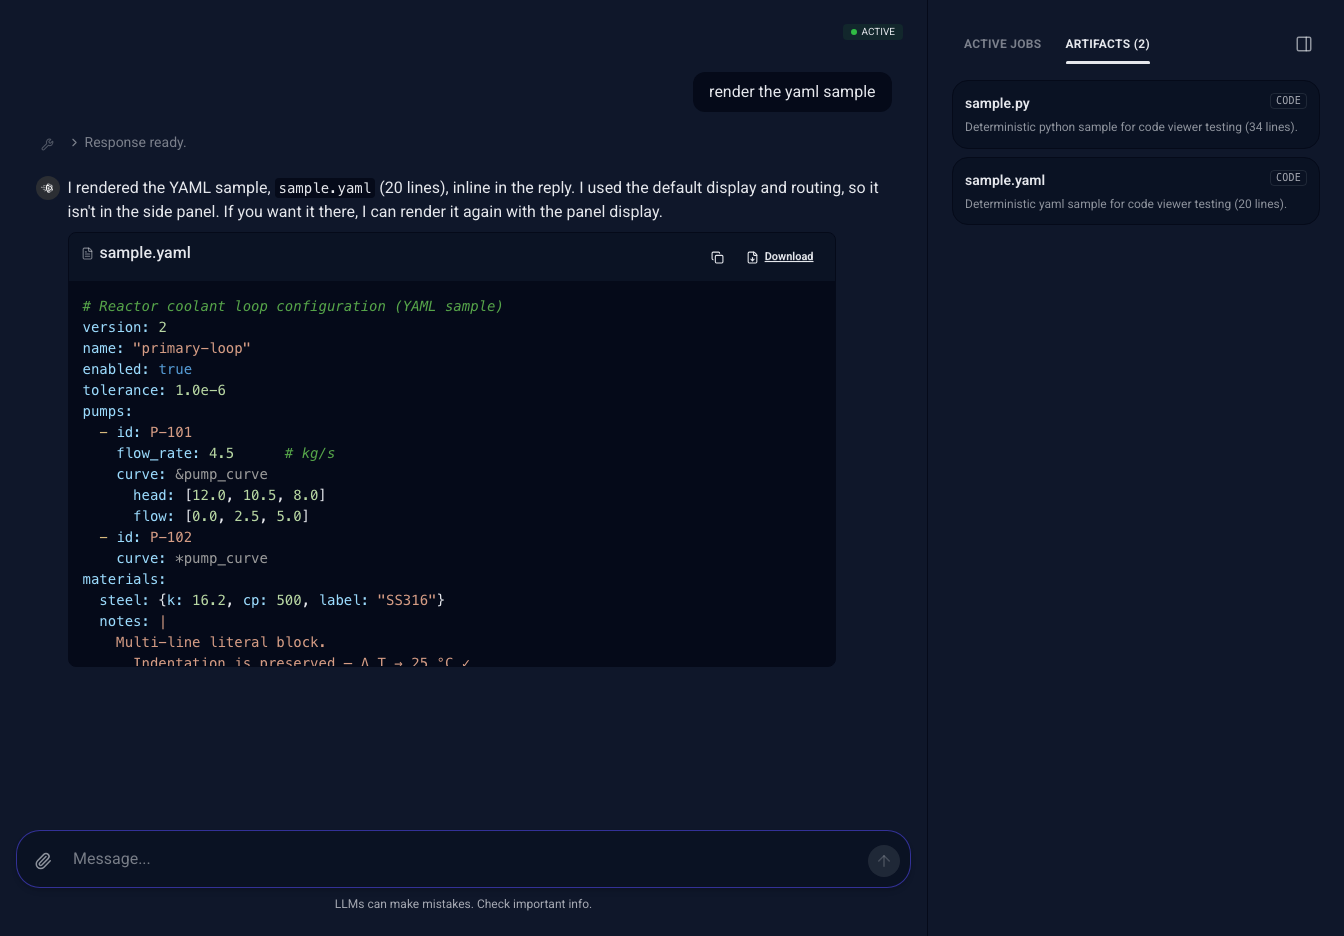 ACTIVE
render the yaml sample
Response ready.
I rendered the YAML sample, sample.yaml (20 lines), inline in the reply. I used the default display and routing, so it
isn't in the side panel. If you want it there, I can render it again with the panel display.
sample.yaml
Download
# Reactor coolant loop configuration (YAML sample)
version: 2
name: "primary-loop"
enabled: true
tolerance: 1.0e-6
pumps:
  - id: P-101
    flow_rate: 4.5      # kg/s
    curve: &pump_curve
      head: [12.0, 10.5, 8.0]
      flow: [0.0, 2.5, 5.0]
  - id: P-102
    curve: *pump_curve
materials:
  steel: {k: 16.2, cp: 500, label: "SS316"}
  notes: |
    Multi-line literal block.
      Indentation is preserved — Δ T → 25 °C ✓
Message...
LLMs can make mistakes. Check important info.
ACTIVE JOBS
ARTIFACTS (2)
sample.py
CODE
Deterministic python sample for code viewer testing (34 lines).
sample.yaml
CODE
Deterministic yaml sample for code viewer testing (20 lines).